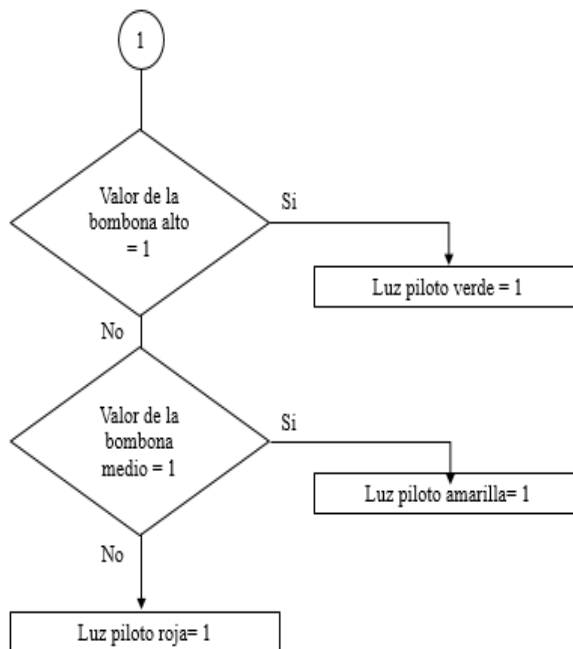 1
Valor de la
bombona alto
= 1
Si
Luz piloto verde = 1
No
Valor de la
bombona
medio = 1
Si
Luz piloto amarilla= 1
No
Luz piloto roja= 1